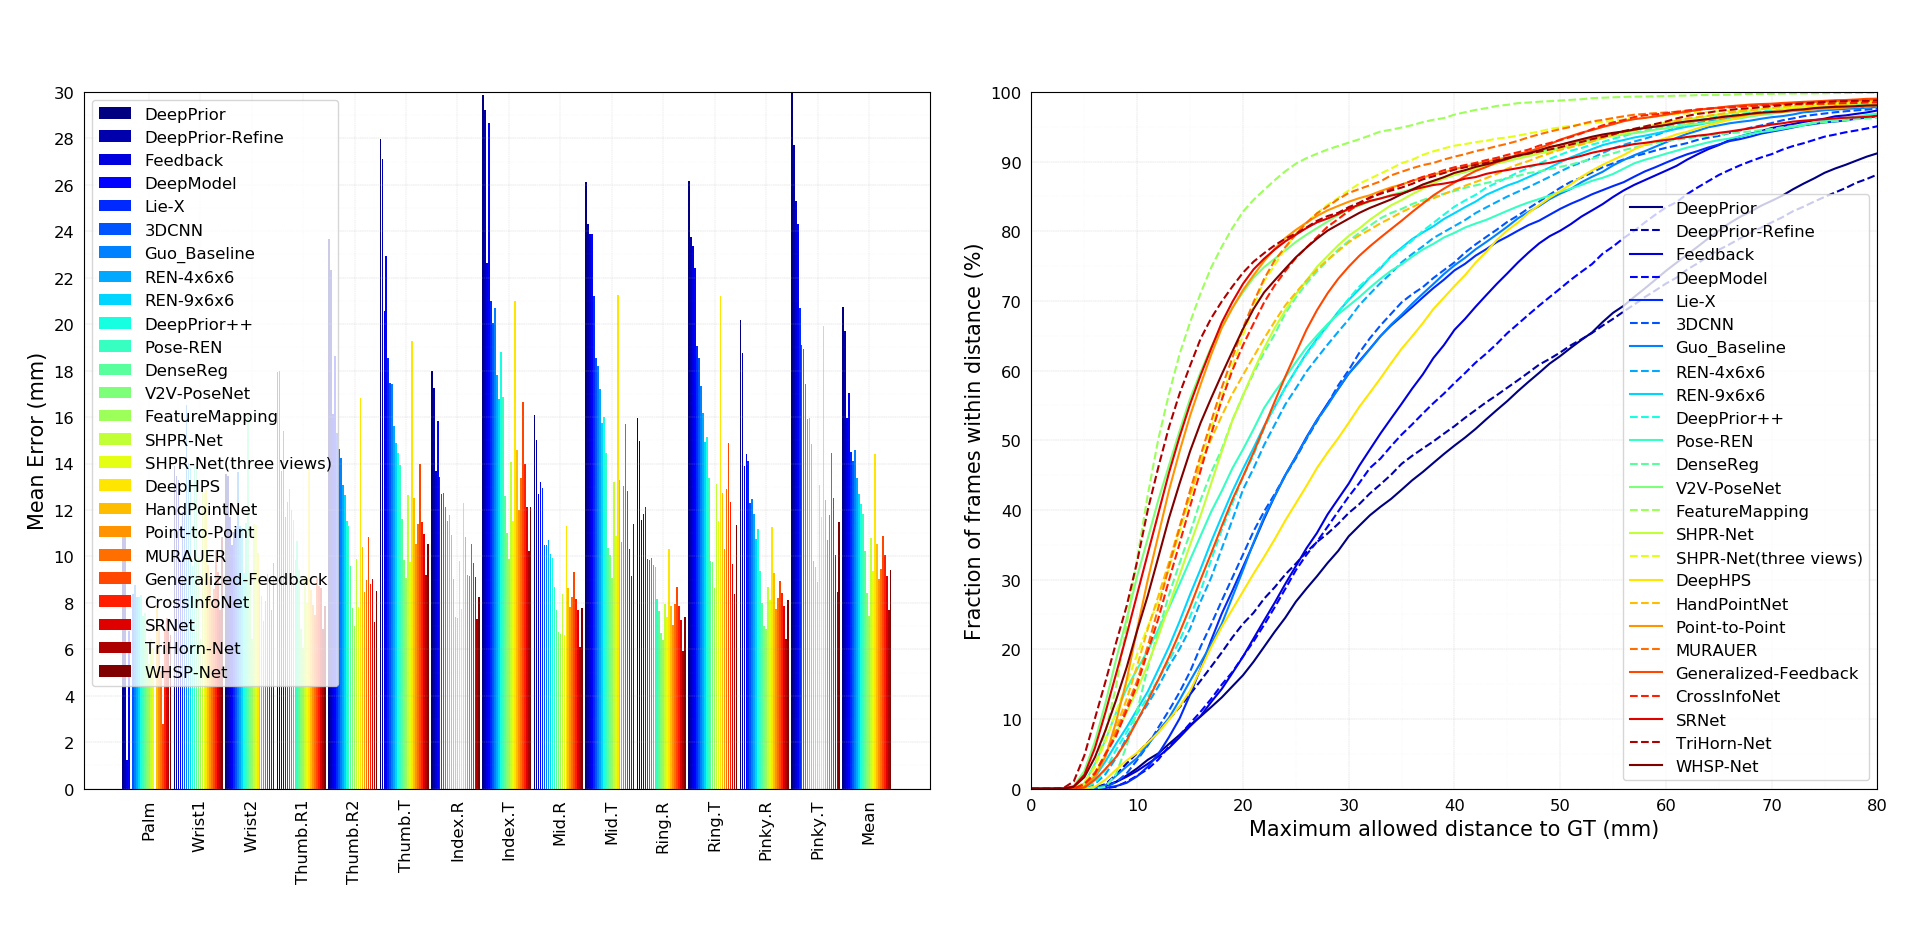 30
28
26
24
22
20
18
16
14
12
10
8
6
4
2
0
Mean Error (mm)
DeepPrior
DeepPrior-Refine
Feedback
DeepModel
Lie-X
3DCNN
Guo_Baseline
REN-4x6x6
REN-9x6x6
DeepPrior++
Pose-REN
DenseReg
V2V-PoseNet
FeatureMapping
SHPR-Net
SHPR-Net(three views)
DeepHPS
HandPointNet
Point-to-Point
MURAUER
Generalized-Feedback
CrossInfoNet
SRNet
TriHorn-Net
WHSP-Net
Palm
Wrist1
Wrist2
Thumb.R1
Thumb.R2
Thumb.T
Index.R
Index.T
Mid.R
Mid.T
Ring.R
Ring.T
Pinky.R
Pinky.T
Mean
100
90
80
70
60
50
40
30
20
10
0
Fraction of frames within distance (%)
DeepPrior
DeepPrior-Refine
Feedback
DeepModel
Lie-X
3DCNN
Guo_Baseline
REN-4x6x6
REN-9x6x6
DeepPrior++
Pose-REN
DenseReg
V2V-PoseNet
FeatureMapping
SHPR-Net
SHPR-Net(three views)
DeepHPS
HandPointNet
Point-to-Point
MURAUER
Generalized-Feedback
CrossInfoNet
SRNet
TriHorn-Net
WHSP-Net
0 10 20 30 40 50 60 70 80
Maximum allowed distance to GT (mm)